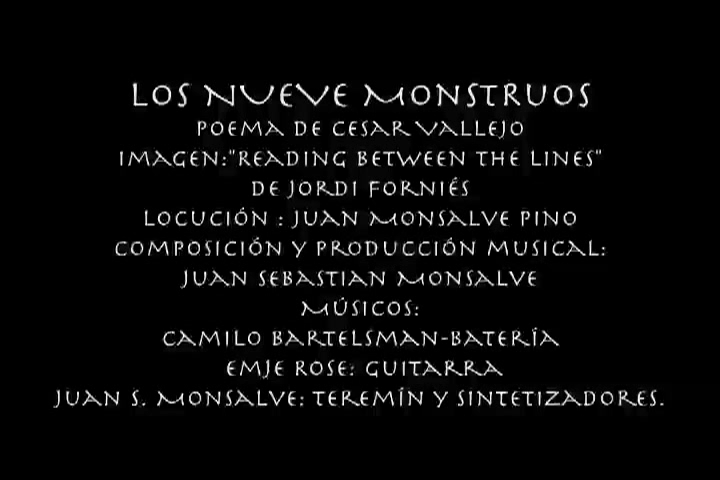 LOS NUEVE MONSTRUOS
POEMA DE CESAR VALLEJO
IMAGEN:"READING BETWEEN THE LINES"
DE JORDI FORNIÉS
LOCUCIÓN : JUAN MONSALVE PINO
COMPOSICIÓN Y PRODUCCIÓN MUSICAL:
JUAN SEBASTIAN MONSALVE
MÚSICOS:
CAMILO BARTELSMAN-BATERÍA
EMJE ROSE: GUITARRA
JUAN S. MONSALVE: TEREMÍN Y SINTETIZADORES.